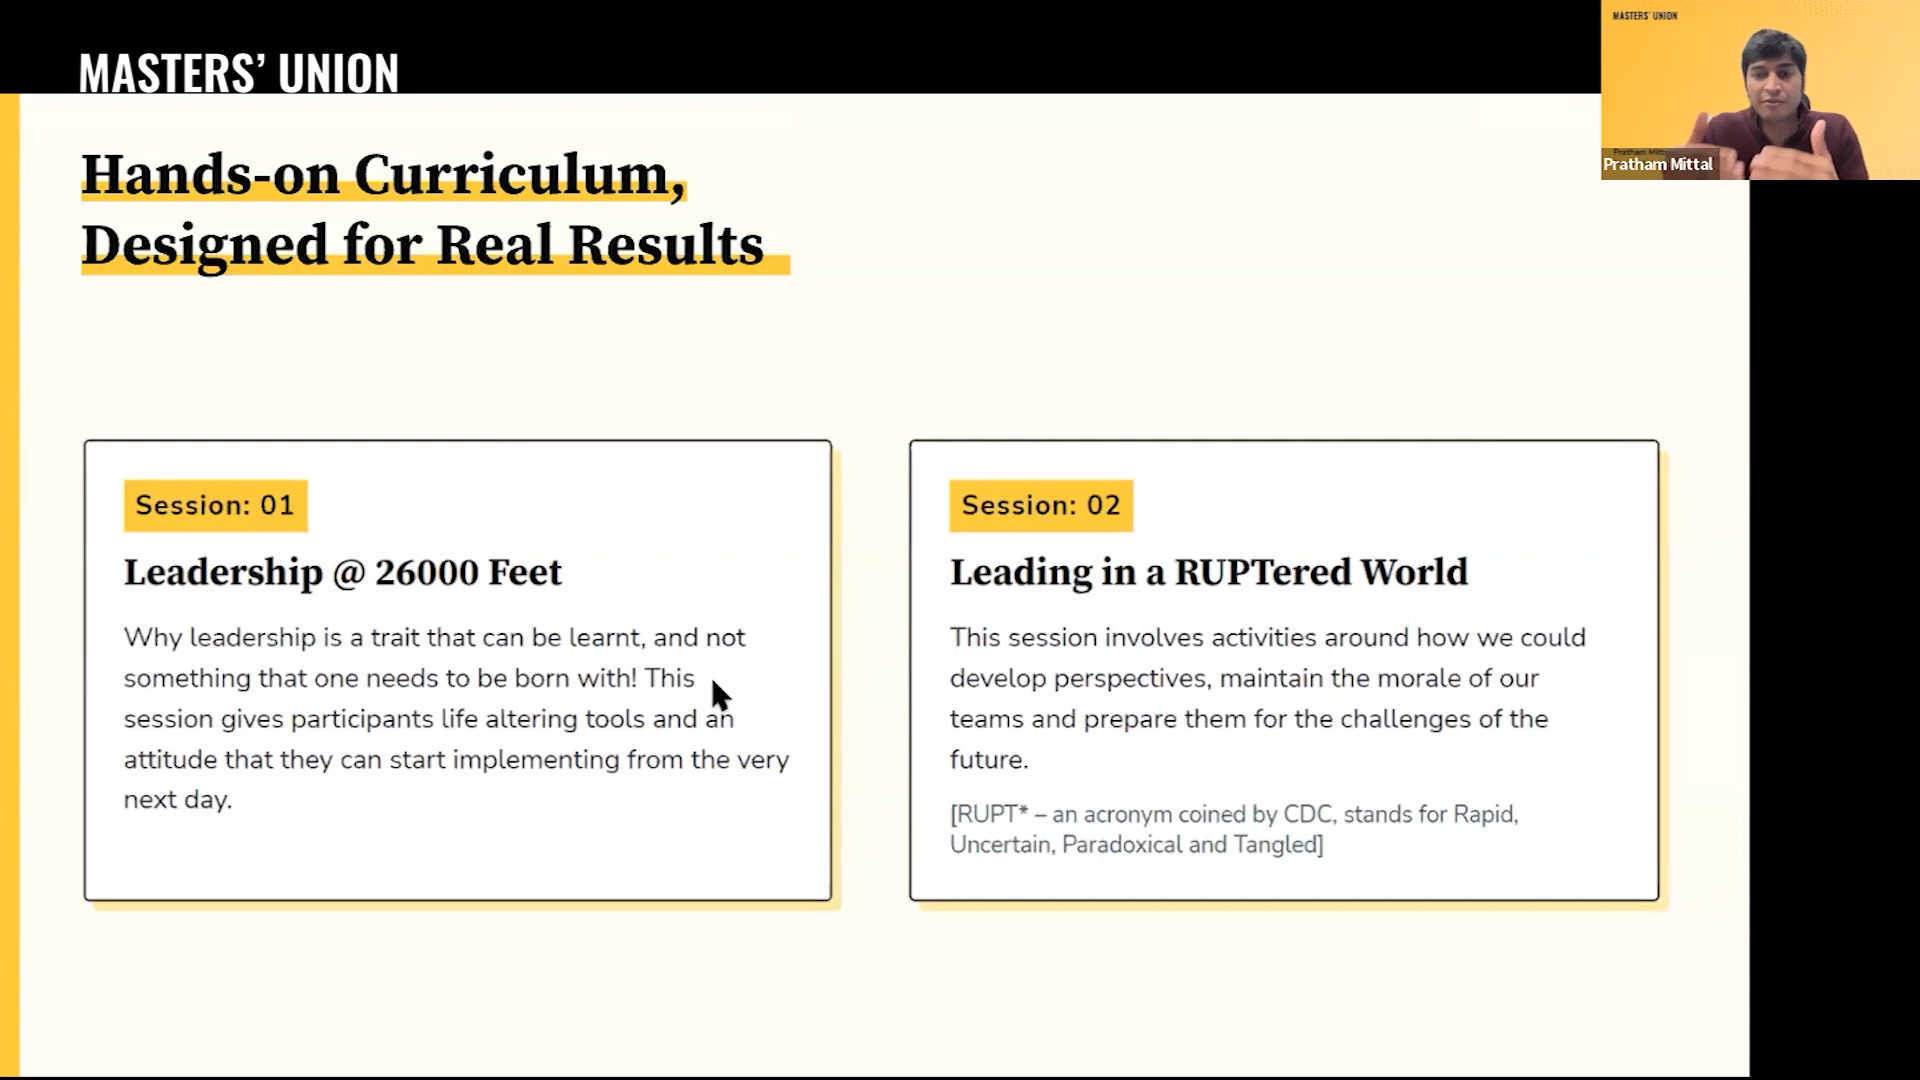 MASTERS' UNION
MASTERS' UNION
Pratham Mittal
Hands-on Curriculum,
Designed for Real Results
Session: 01
Leadership @ 26000 Feet
Why leadership is a trait that can be learnt, and not
something that one needs to be born with! This
session gives participants life altering tools and an
attitude that they can start implementing from the very
next day.
Session: 02
Leading in a RUPTered World
This session involves activities around how we could
develop perspectives, maintain the morale of our
teams and prepare them for the challenges of the
future.
[RUPT* – an acronym coined by CDC, stands for Rapid,
Uncertain, Paradoxical and Tangled]